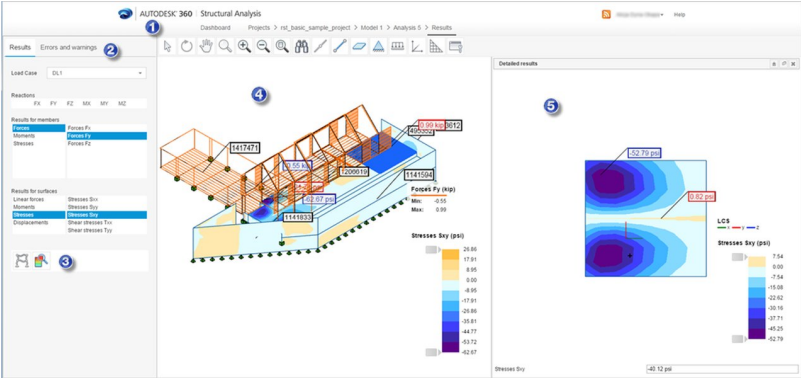 AUTODESK® 360 | Structural Analysis
Help
1
Dashboard Projects > rst_basic_sample_project > Model 1 > Analysis 5 > Results
Results Errors and warnings
2
Load Case DL1
Reactions
FX FY FZ MX MY MZ
Results for members
Forces Forces Fx
Moments Forces Fy
Stresses Forces Fz
Results for surfaces
Linear forces Stresses Sxx
Moments Stresses Syy
Stresses Stresses Sxy
Displacements Shear stresses Txx
Shear stresses Tyy
3
4
1417471
0.99 kip
3612
0.55 kip
1206619
1141594
-62.67 psi
1141833
Forces Fy (kip)
Min: -0.55
Max: 0.99
Stresses Sxy (psi)
26.86
17.91
8.95
0.00
-8.95
-17.91
-26.86
-35.81
-44.77
-53.72
-62.67
Detailed results
5
-52.79 psi
0.82 psi
LCS
x y z
Stresses Sxy (psi)
7.54
0.00
-7.54
-15.08
-22.62
-30.16
-37.71
-45.25
-52.79
Stresses Sxy -40.12 psi